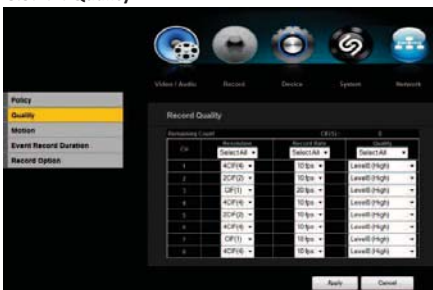 Video / Audio Record Device System Network
Policy
Quality
Motion
Event Record Duration
Record Option
Record Quality
Remaining Count CIF(1) : 0
CH Resolution Record Rate Quality
Select All Select All Select All
1 4CIF(4) 10 fps Level8 (High)
2 2CIF(2) 10 fps Level8 (High)
3 CIF(1) 20 fps Level8 (High)
4 4CIF(4) 10 fps Level8 (High)
5 2CIF(2) 10 fps Level8 (High)
6 4CIF(4) 10 fps Level8 (High)
7 CIF(1) 10 fps Level8 (High)
8 4CIF(4) 10 fps Level8 (High)
Apply Cancel